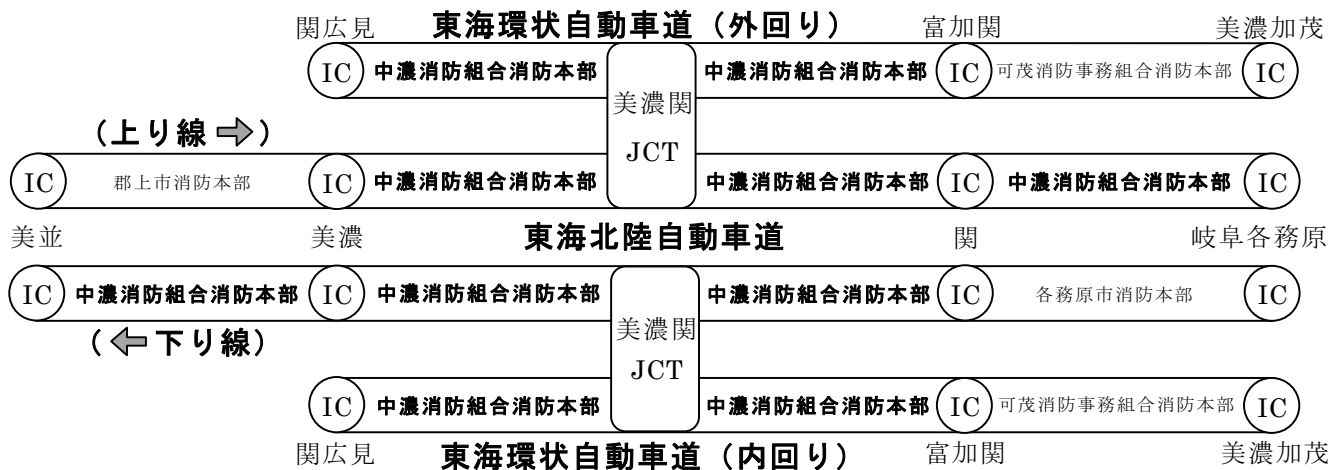 関広見 東海環状自動車道（外回り） 富加関 美濃加茂
IC 中濃消防組合消防本部 中濃消防組合消防本部 IC 可茂消防事務組合消防本部 IC
美濃関
JCT
（上り線⇨）
IC 郡上市消防本部 IC 中濃消防組合消防本部 中濃消防組合消防本部 IC 中濃消防組合消防本部 IC
美並 美濃 東海北陸自動車道 関 岐阜各務原
IC 中濃消防組合消防本部 IC 中濃消防組合消防本部 中濃消防組合消防本部 IC 各務原市消防本部 IC
美濃関
JCT
（⇦下り線）
IC 中濃消防組合消防本部 中濃消防組合消防本部 IC 可茂消防事務組合消防本部 IC
関広見 東海環状自動車道（内回り） 富加関 美濃加茂